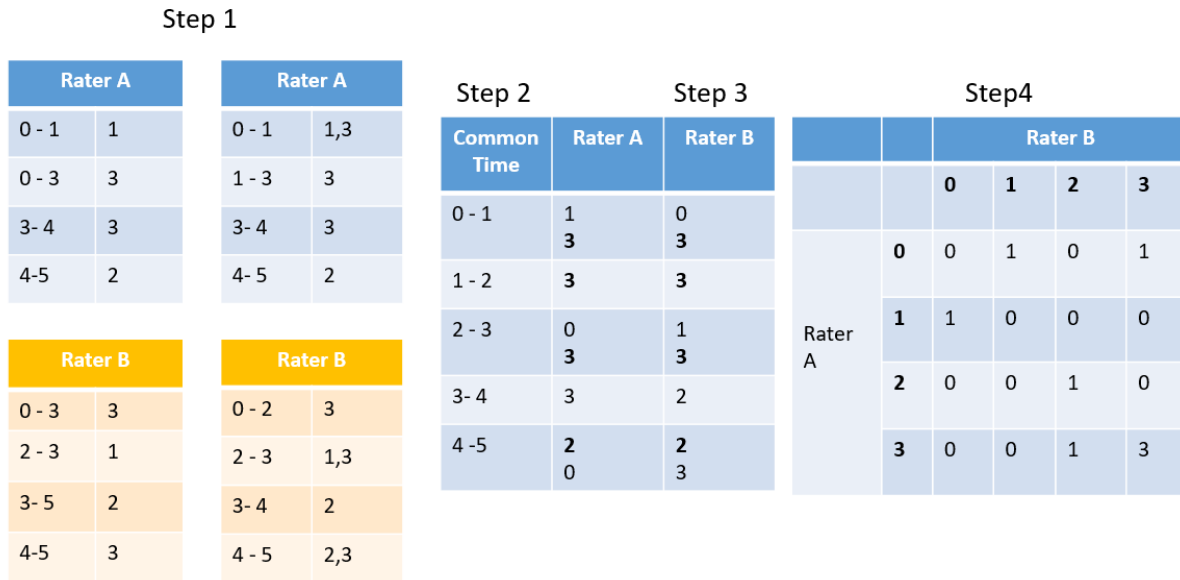 Step 1
Rater A
0 - 1 1
0 - 3 3
3- 4 3
4-5 2
Rater A
0 - 1 1,3
1 - 3 3
3- 4 3
4- 5 2
Rater B
0 - 3 3
2 - 3 1
3- 5 2
4-5 3
Rater B
0 - 2 3
2 - 3 1,3
3- 4 2
4 - 5 2,3
Step 2 Step 3
Common Rater A Rater B
Time
0 - 1 1 0
3 3
1 - 2 3 3
2 - 3 0 1
3 3
3- 4 3 2
4 -5 2 2
0 3
Step4
Rater B
0 1 2 3
0 0 1 0 1
Rater
A
1 1 0 0 0
2 0 0 1 0
3 0 0 1 3